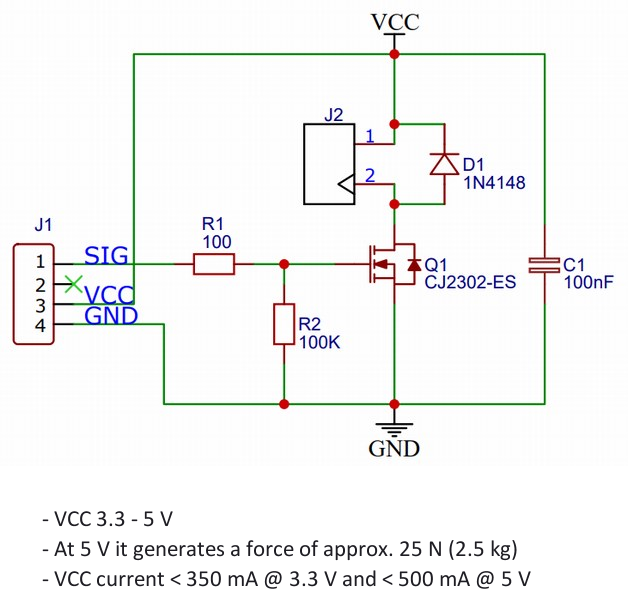 VCC
J2
1
2
D1
1N4148
J1
R1
100
1
SIG
2
3
VCC
4
GND
Q1
CJ2302-ES
C1
100nF
R2
100K
GND
- VCC 3.3 - 5 V
- At 5 V it generates a force of approx. 25 N (2.5 kg)
- VCC current < 350 mA @ 3.3 V and < 500 mA @ 5 V